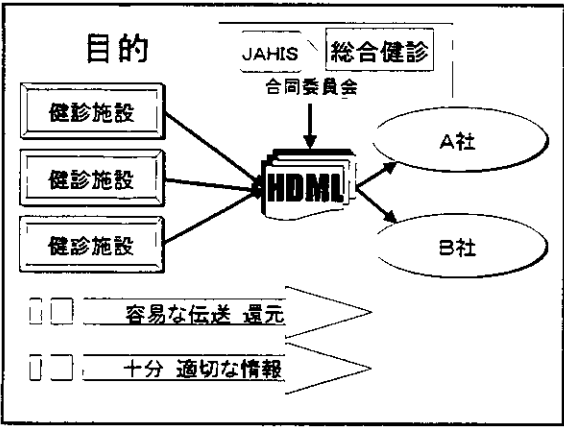 目的
JAHIS 総合健診
合同委員会
健診施設
健診施設
健診施設
HDML
A社
B社
容易な伝送 還元
十分 適切な情報